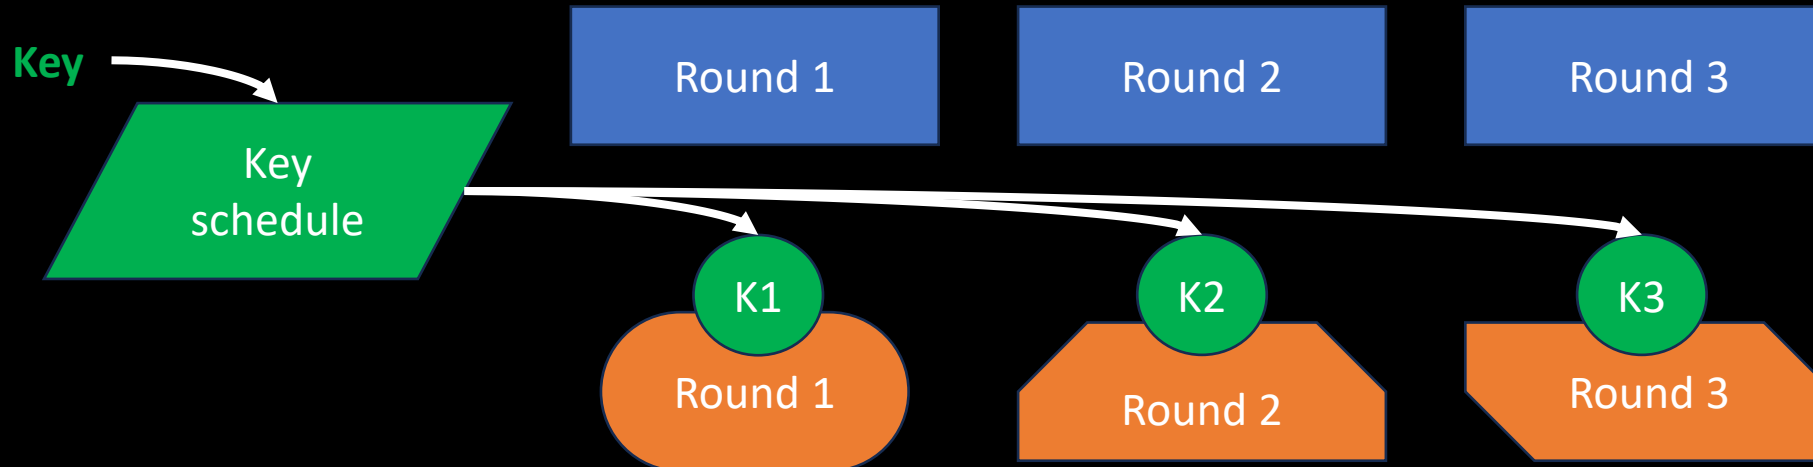 Key
Round 1
Round 2
Round 3
Key
schedule
K1
K2
K3
Round 1
Round 2
Round 3